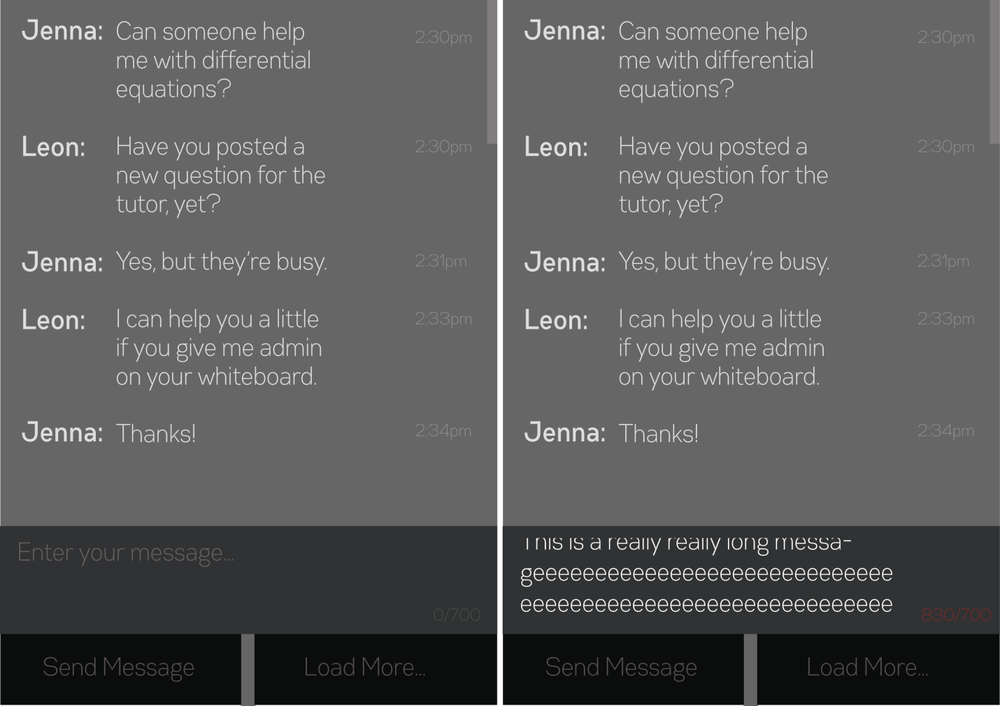 Jenna: Can someone help 2:30pm
me with differential
equations?
Leon: Have you posted a 2:30pm
new question for the
tutor, yet?
Jenna: Yes, but they're busy. 2:31pm
Leon: I can help you a little 2:33pm
if you give me admin
on your whiteboard.
Jenna: Thanks! 2:34pm
Enter your message...
0/700
Send Message Load More...
Jenna: Can someone help 2:30pm
me with differential
equations?
Leon: Have you posted a 2:30pm
new question for the
tutor, yet?
Jenna: Yes, but they're busy. 2:31pm
Leon: I can help you a little 2:33pm
if you give me admin
on your whiteboard.
Jenna: Thanks! 2:34pm
This is a really really long messa-
geeeeeeeeeeeeeeeeeeeeeeeeeeeee
eeeeeeeeeeeeeeeeeeeeeeeeeeeeee
830/700
Send Message Load More...